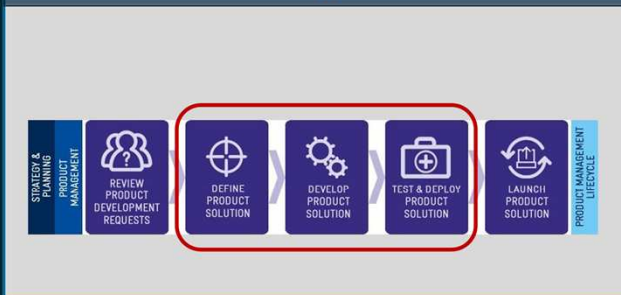 STRATEGY &
PLANNING
PRODUCT
MANAGEMENT
?
REVIEW
PRODUCT
DEVELOPMENT
REQUESTS
DEFINE
PRODUCT
SOLUTION
DEVELOP
PRODUCT
SOLUTION
TEST & DEPLOY
PRODUCT
SOLUTION
LAUNCH
PRODUCT
SOLUTION
PRODUCT MANAGEMENT
LIFECYCLE